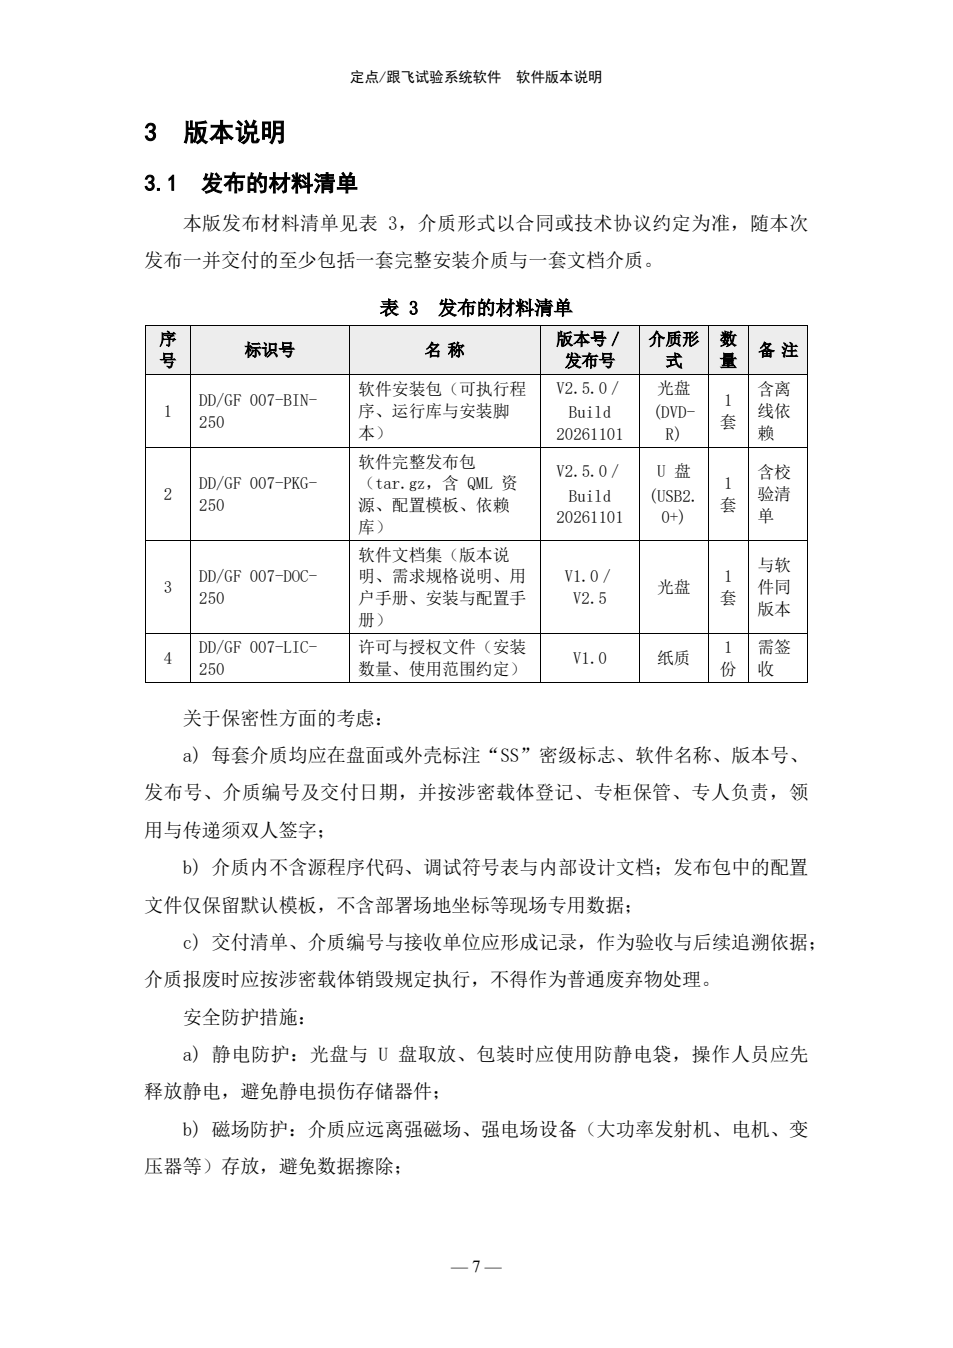 定点/跟飞试验系统软件　软件版本说明
3　版本说明
3.1　发布的材料清单
本版发布材料清单见表 3，介质形式以合同或技术协议约定为准，随本次
发布一并交付的至少包括一套完整安装介质与一套文档介质。
表 3　发布的材料清单
序号 标识号 名 称 版本号 / 发布号 介质形式 数量 备 注
1 DD/GF 007-BIN-250 软件安装包（可执行程序、运行库与安装脚本） V2.5.0 / Build 20261101 光盘 (DVD-R) 1套 含离线依赖
2 DD/GF 007-PKG-250 软件完整发布包（tar.gz，含 QML 资源、配置模板、依赖库） V2.5.0 / Build 20261101 U 盘 (USB2.0+) 1套 含校验清单
3 DD/GF 007-DOC-250 软件文档集（版本说明、需求规格说明、用户手册、安装与配置手册） V1.0 / V2.5 光盘 1套 与软件同版本
4 DD/GF 007-LIC-250 许可与授权文件（安装数量、使用范围约定） V1.0 纸质 1份 需签收
关于保密性方面的考虑：
a) 每套介质均应在盘面或外壳标注“SS”密级标志、软件名称、版本号、
发布号、介质编号及交付日期，并按涉密载体登记、专柜保管、专人负责，领
用与传递须双人签字；
b) 介质内不含源程序代码、调试符号表与内部设计文档；发布包中的配置
文件仅保留默认模板，不含部署场地坐标等现场专用数据；
c) 交付清单、介质编号与接收单位应形成记录，作为验收与后续追溯依据；
介质报废时应按涉密载体销毁规定执行，不得作为普通废弃物处理。
安全防护措施：
a) 静电防护：光盘与 U 盘取放、包装时应使用防静电袋，操作人员应先
释放静电，避免静电损伤存储器件；
b) 磁场防护：介质应远离强磁场、强电场设备（大功率发射机、电机、变
压器等）存放，避免数据擦除；
— 7 —